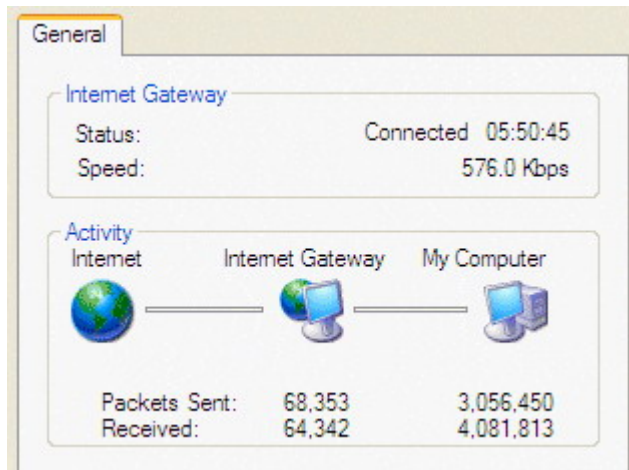 General
Internet Gateway
Status: Connected 05:50:45
Speed: 576.0 Kbps
Activity
Internet Internet Gateway My Computer
Packets Sent: 68,353 3,056,450
Received: 64,342 4,081,813